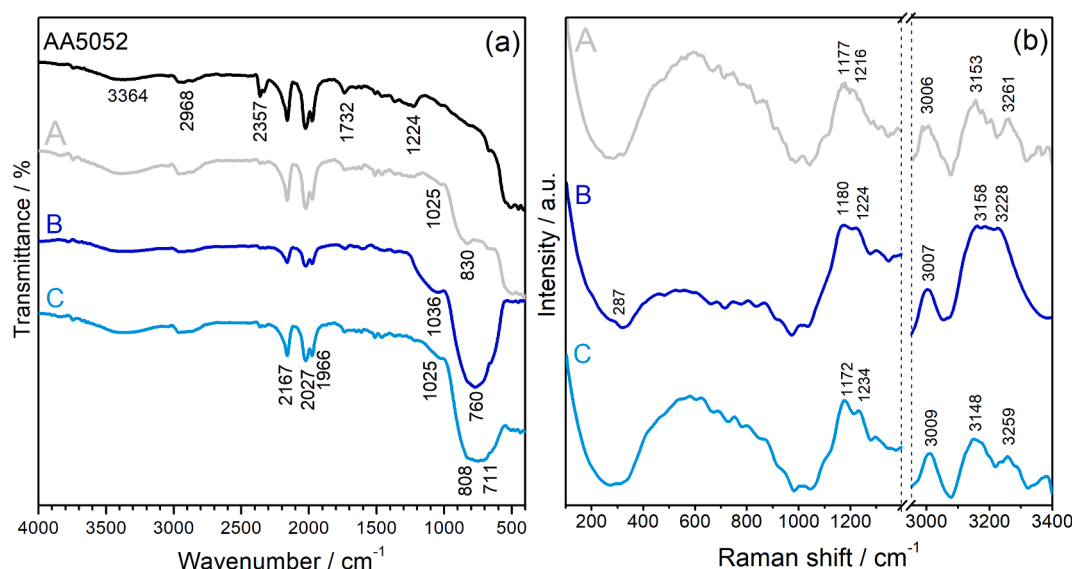 AA5052
(a)
3364
2968
2357
1732
1224
A
1025
830
B
1036
760
C
2167
2027
1966
1025
808
711
Transmittance / %
4000 3500 3000 2500 2000 1500 1000 500
Wavenumber / cm-1
(b)
A
1177
1216
3006
3153
3261
B
287
1180
1224
3007
3158
3228
C
1172
1234
3009
3148
3259
Intensity / a.u.
200 400 600 800 1000 1200 3000 3200 3400
Raman shift / cm-1